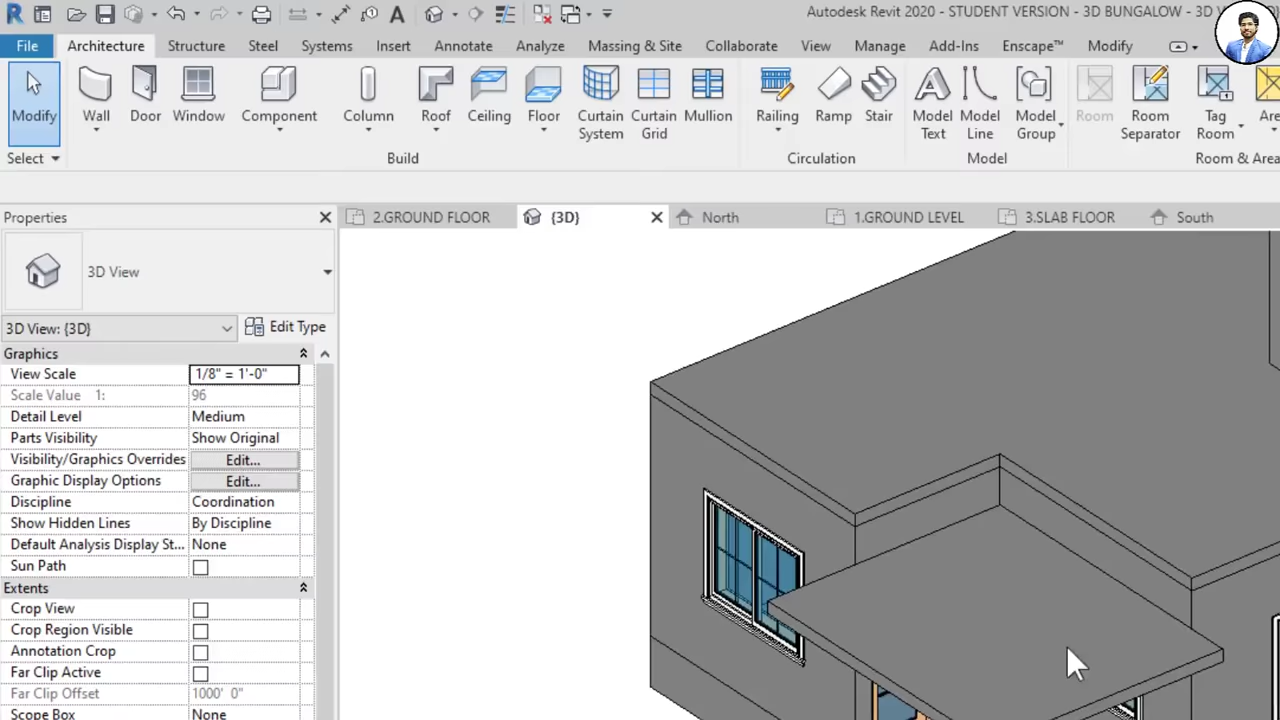 Autodesk Revit 2020 - STUDENT VERSION - 3D BUNGALOW - 3D
File Architecture Structure Steel Systems Insert Annotate Analyze Massing & Site Collaborate View Manage Add-Ins Enscape™ Modify
Modify Wall Door Window Component Column Roof Ceiling Floor Curtain System Curtain Grid Mullion Railing Ramp Stair Model Text Model Line Model Group Room Room Separator Tag Room
Select Build Circulation Model Room & Area
Properties 2.GROUND FLOOR {3D} North 1.GROUND LEVEL 3.SLAB FLOOR South
3D View
3D View: {3D} Edit Type
Graphics
View Scale 1/8" = 1'-0"
Scale Value 1: 96
Detail Level Medium
Parts Visibility Show Original
Visibility/Graphics Overrides Edit...
Graphic Display Options Edit...
Discipline Coordination
Show Hidden Lines By Discipline
Default Analysis Display St... None
Sun Path
Extents
Crop View
Crop Region Visible
Annotation Crop
Far Clip Active
Far Clip Offset 1000' 0"
Scope Box None